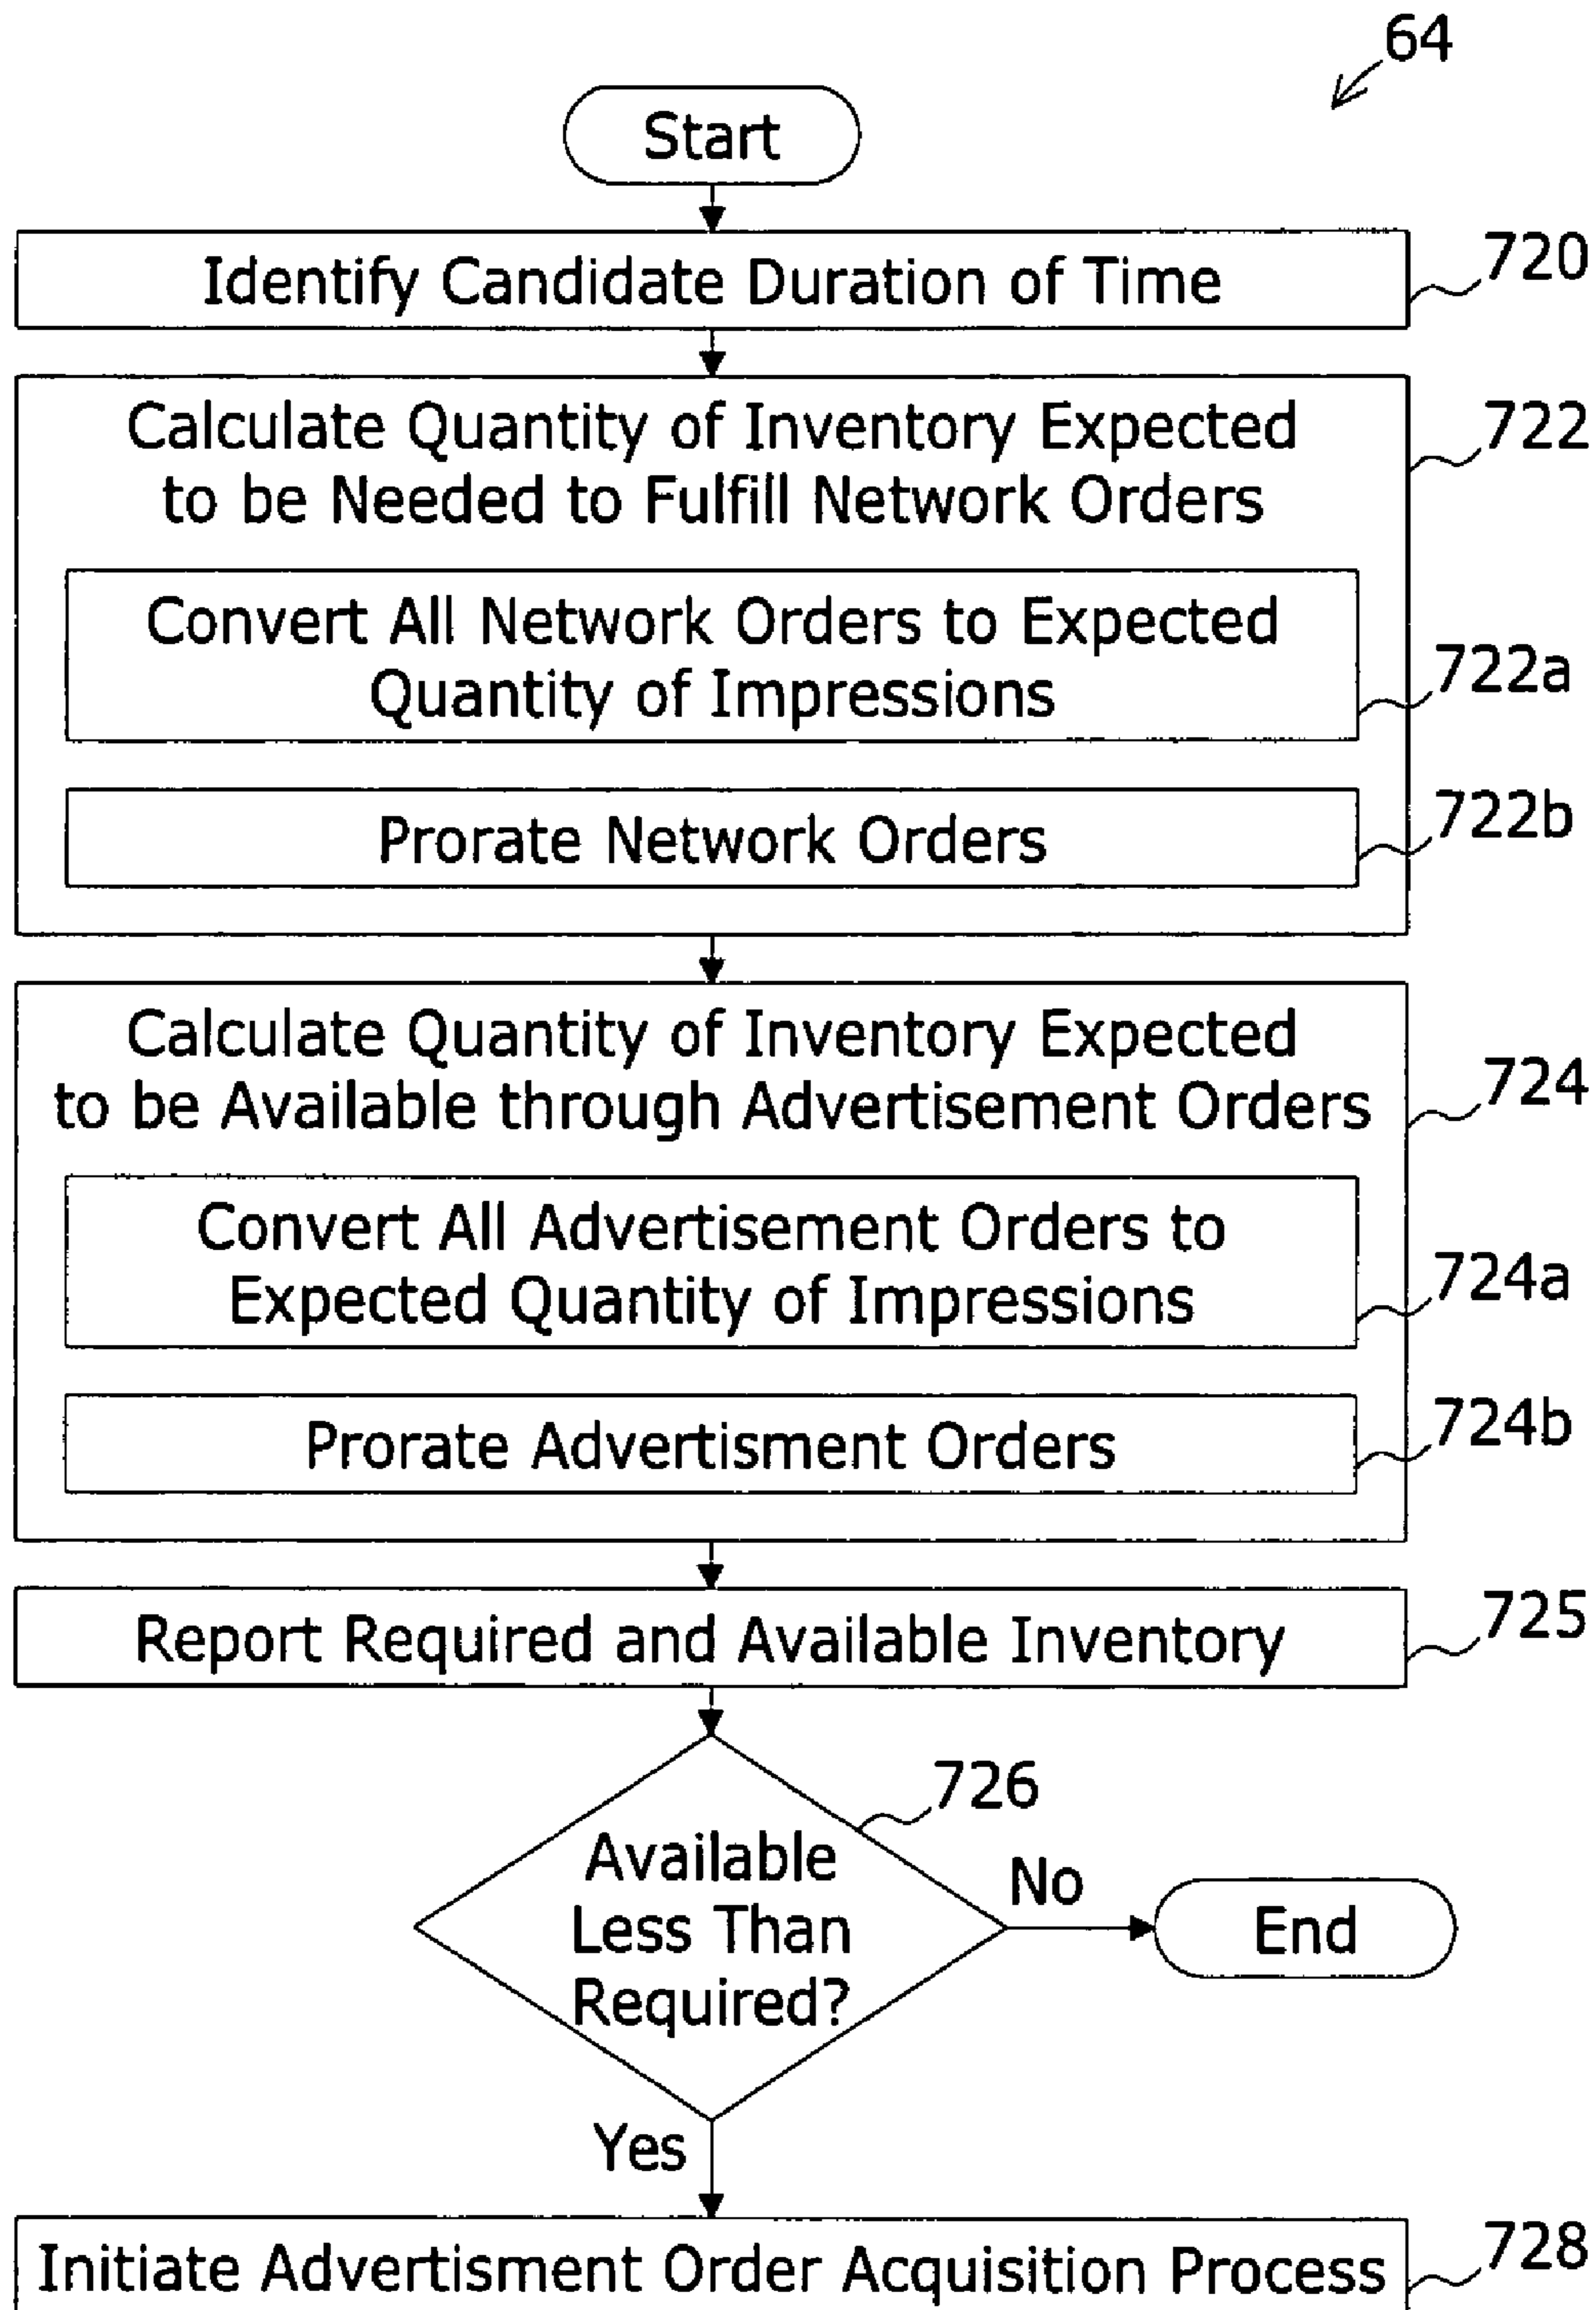 64
Start
Identify Candidate Duration of Time
720
Calculate Quantity of Inventory Expected
to be Needed to Fulfill Network Orders
722
Convert All Network Orders to Expected
Quantity of Impressions
722a
Prorate Network Orders
722b
Calculate Quantity of Inventory Expected
to be Available through Advertisement Orders
724
Convert All Advertisement Orders to
Expected Quantity of Impressions
724a
Prorate Advertisment Orders
724b
Report Required and Available Inventory
725
726
Available
Less Than
Required?
No
End
Yes
Initiate Advertisment Order Acquisition Process
728